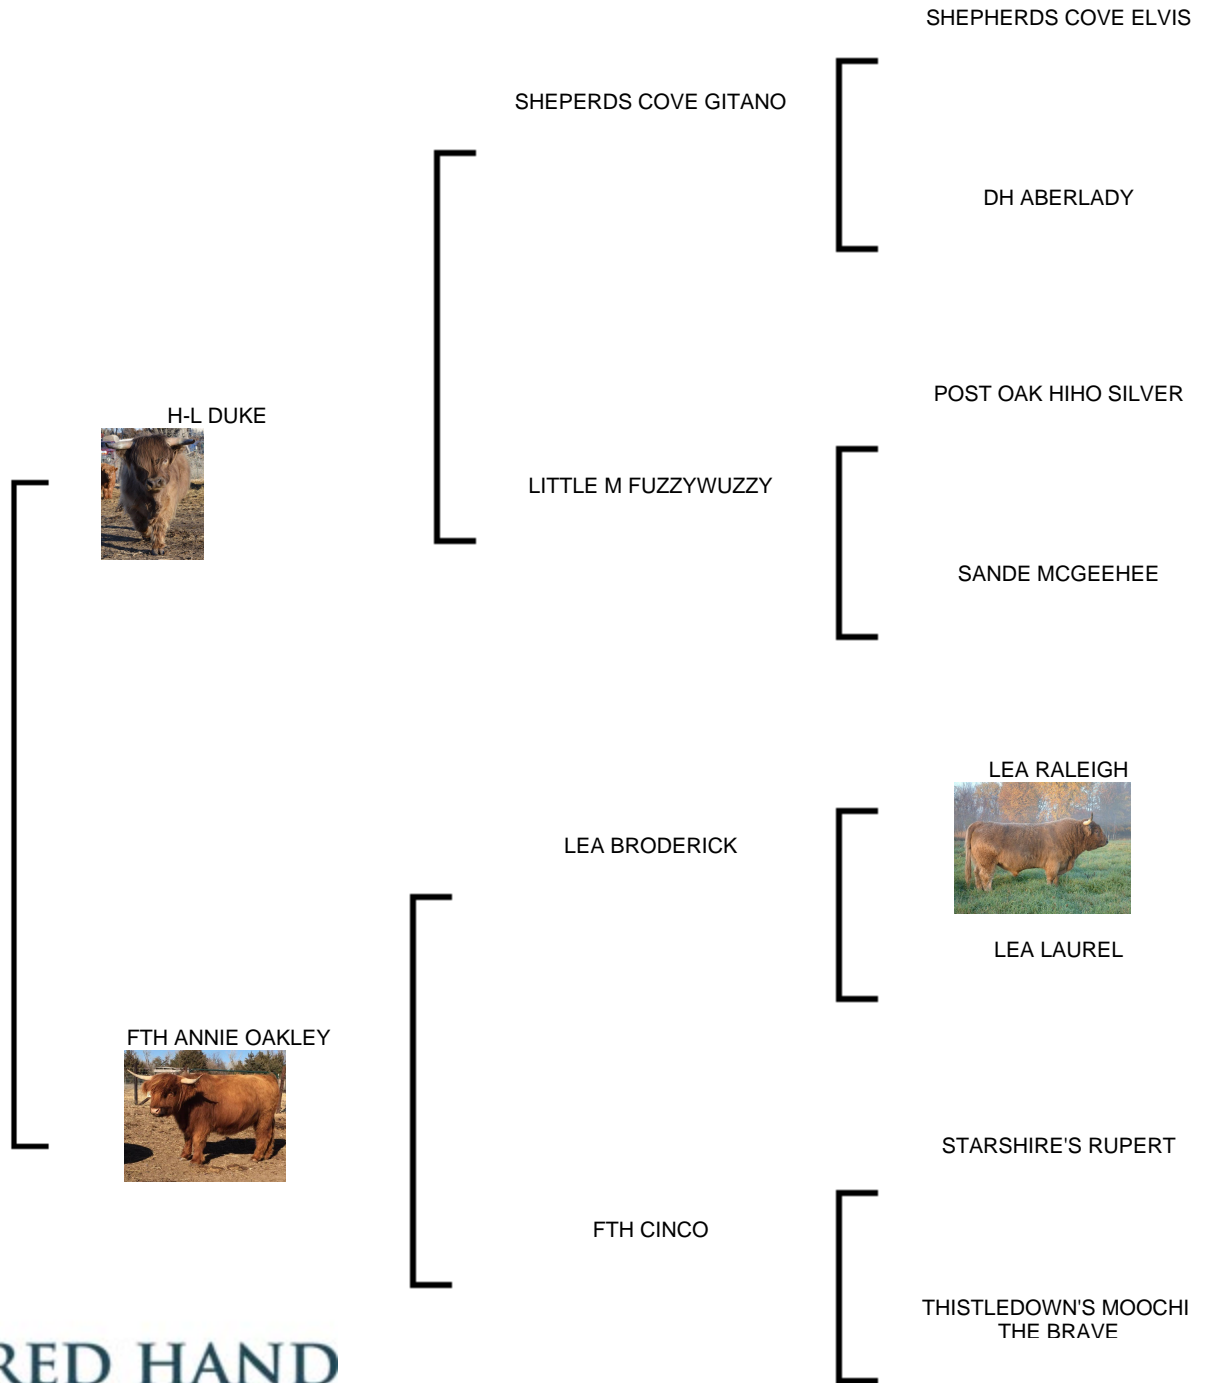 SHEPHERDS COVE ELVIS
SHEPERDS COVE GITANO
DH ABERLADY
POST OAK HIHO SILVER
H-L DUKE
LITTLE M FUZZYWUZZY
SANDE MCGEEHEE
LEA RALEIGH
LEA BRODERICK
LEA LAUREL
FTH ANNIE OAKLEY
STARSHIRE'S RUPERT
FTH CINCO
THISTLEDOWN'S MOOCHI
THE BRAVE
RED HAND